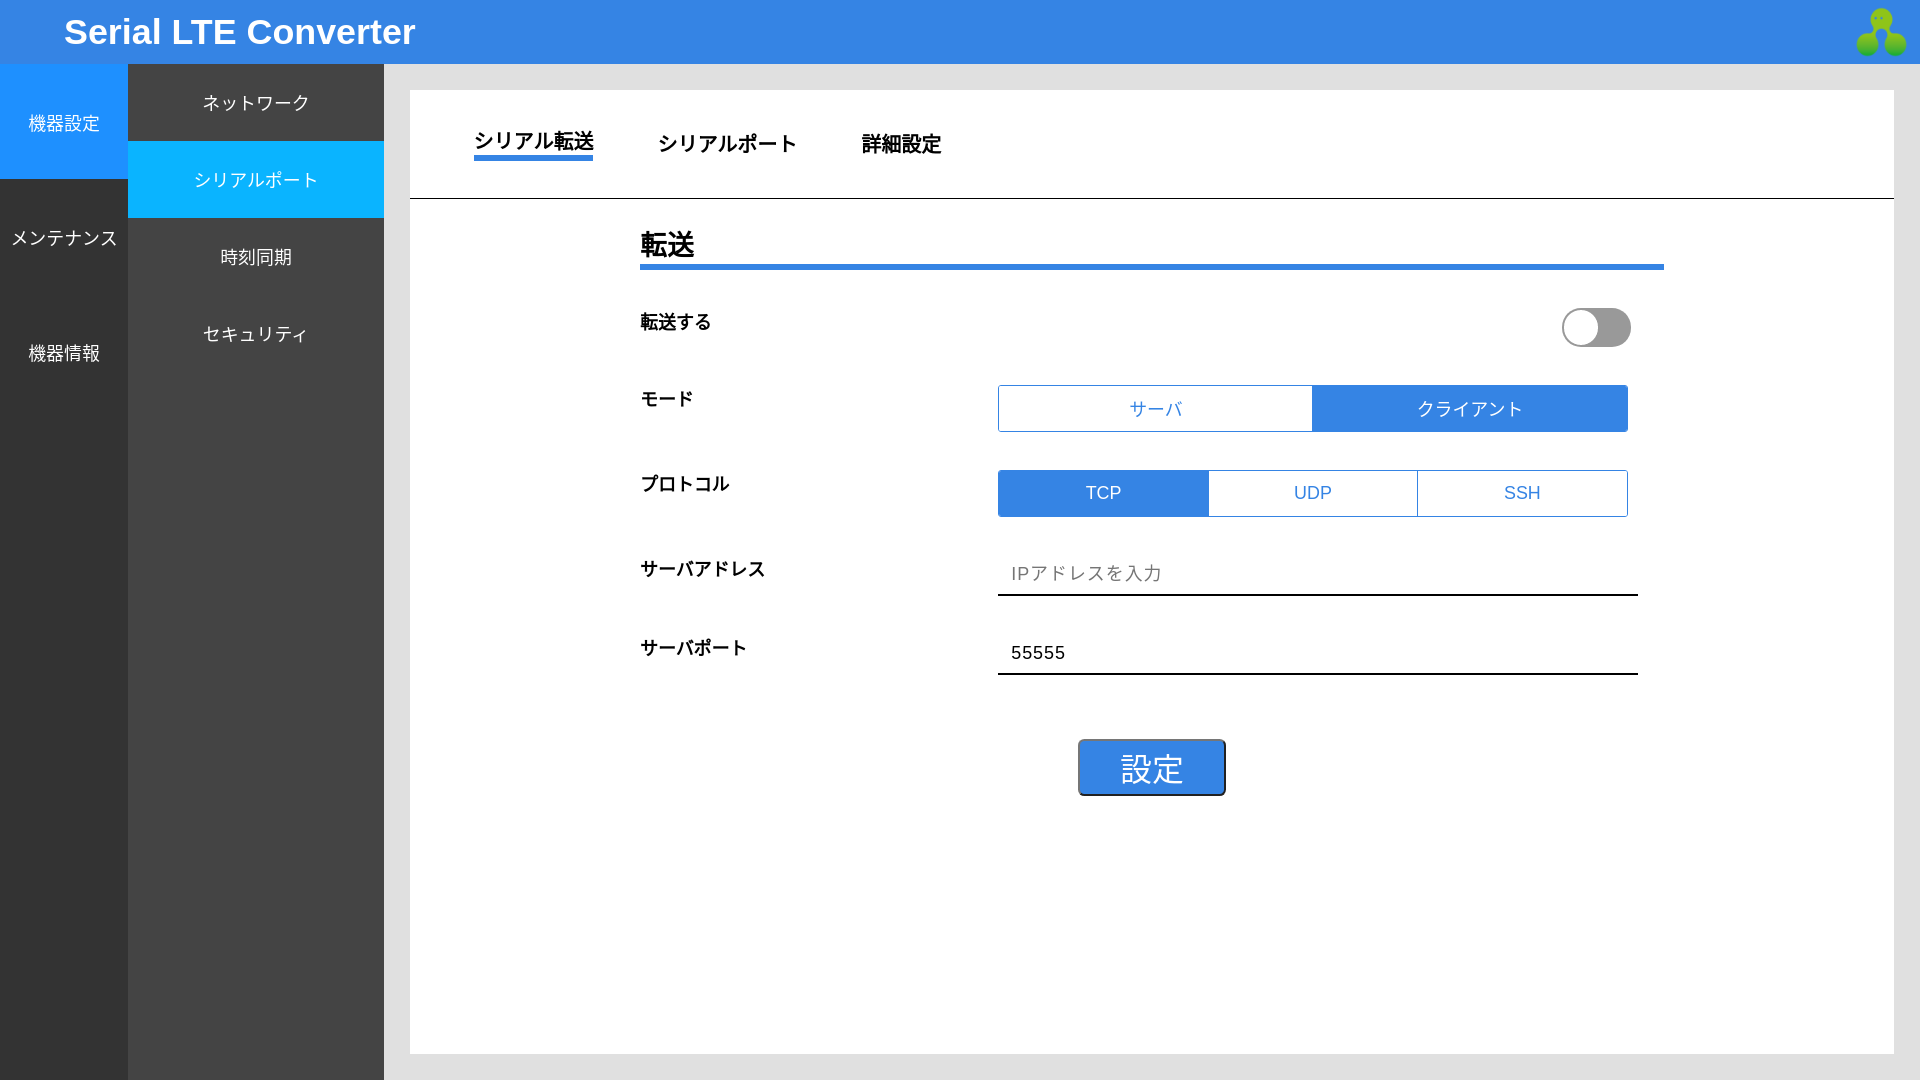 Serial LTE Converter
機器設定
メンテナンス
機器情報
ネットワーク
シリアルポート
時刻同期
セキュリティ
シリアル転送 シリアルポート 詳細設定
転送
転送する
モード サーバ クライアント
プロトコル TCP UDP SSH
サーバアドレス IPアドレスを入力
サーバポート 55555
設定